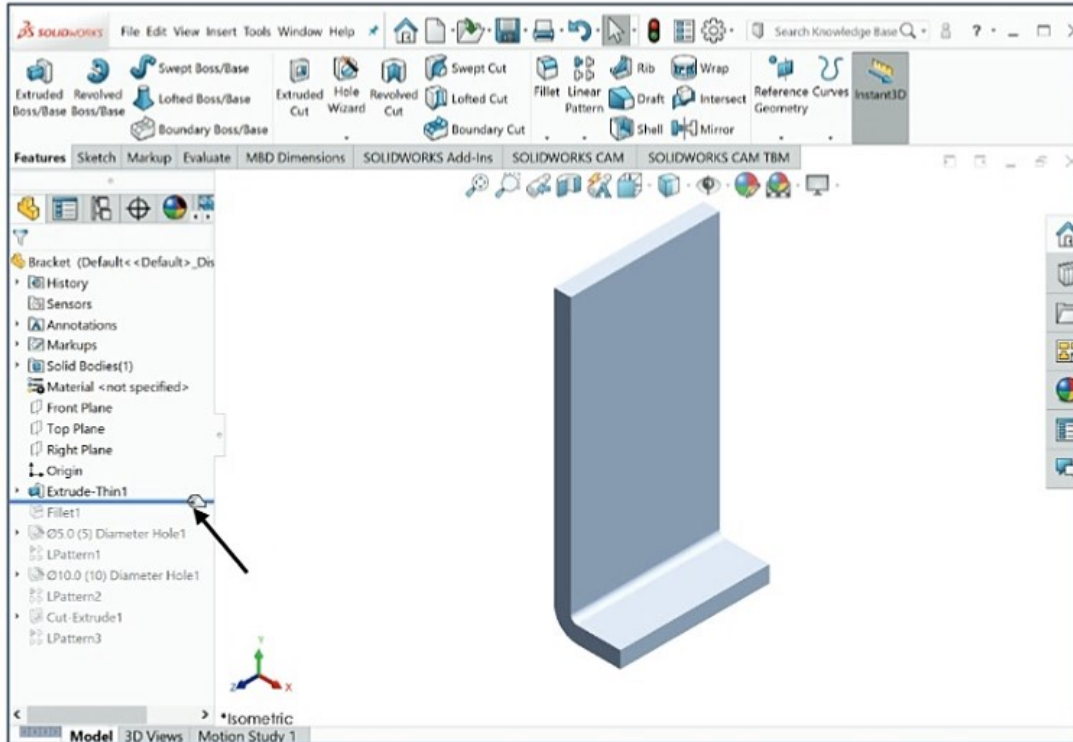 SOLIDWORKS File Edit View Insert Tools Window Help Search Knowledge Base
Extruded Boss/Base
Revolved Boss/Base
Swept Boss/Base
Lofted Boss/Base
Boundary Boss/Base
Extruded Cut
Hole Wizard
Revolved Cut
Swept Cut
Lofted Cut
Boundary Cut
Fillet
Linear Pattern
Rib
Draft
Shell
Wrap
Intersect
Mirror
Reference Geometry
Curves
Instant3D
Features Sketch Markup Evaluate MBD Dimensions SOLIDWORKS Add-Ins SOLIDWORKS CAM SOLIDWORKS CAM TBM
Bracket (Default<<Default>_Dis
History
Sensors
Annotations
Markups
Solid Bodies(1)
Material <not specified>
Front Plane
Top Plane
Right Plane
Origin
Extrude-Thin1
Fillet1
Ø5.0 (5) Diameter Hole1
LPattern1
Ø10.0 (10) Diameter Hole1
LPattern2
Cut-Extrude1
LPattern3
Y
Z X
*Isometric
Model 3D Views Motion Study 1